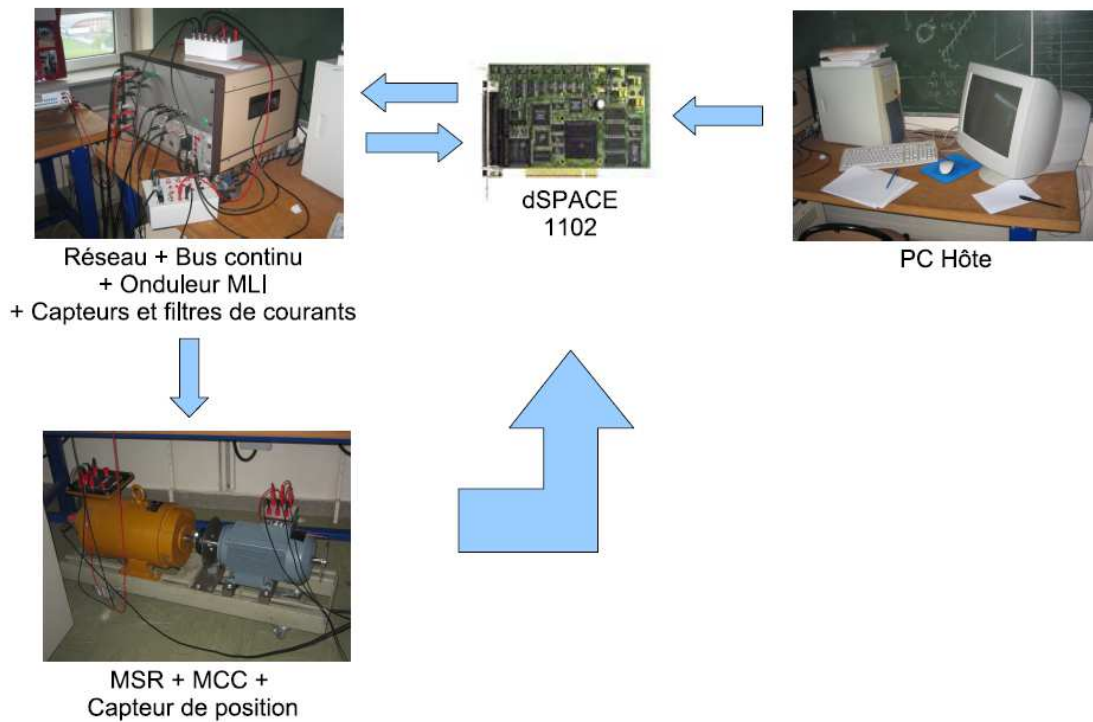 dSPACE
1102
Réseau + Bus continu
+ Onduleur MLI
+ Capteurs et filtres de courants
PC Hôte
MSR + MCC +
Capteur de position